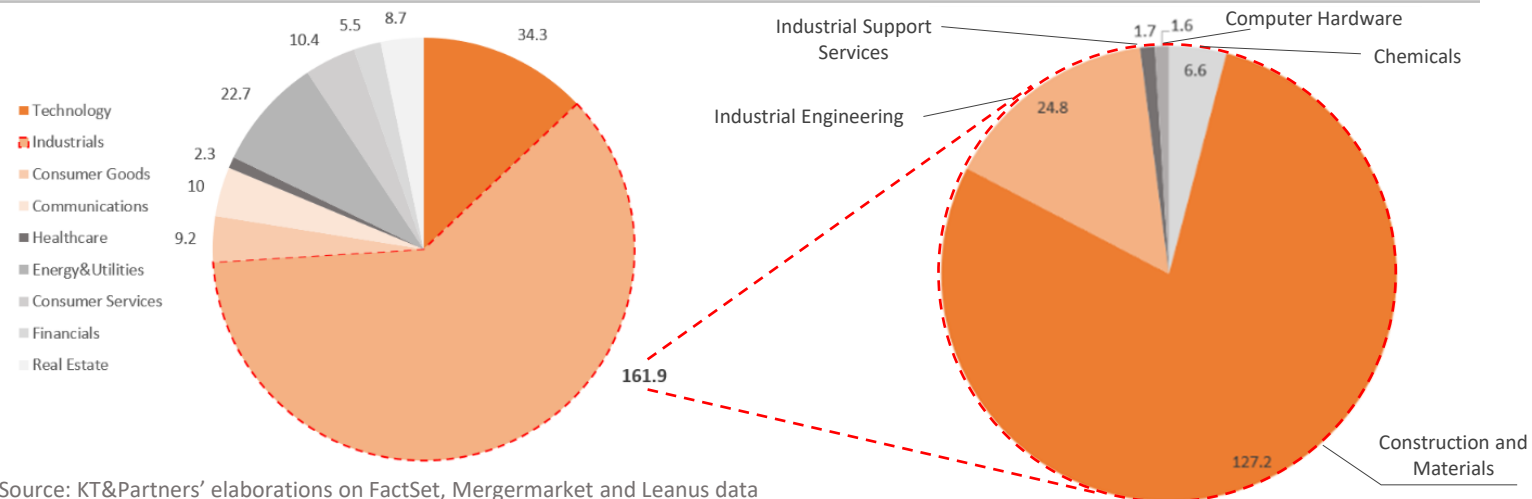 8.7
5.5
10.4
34.3
22.7
2.3
10
9.2
161.9
Technology
Industrials
Consumer Goods
Communications
Healthcare
Energy&Utilities
Consumer Services
Financials
Real Estate
Industrial Support
Services
1.7
1.6
Computer Hardware
Chemicals
6.6
Industrial Engineering
24.8
127.2
Construction and
Materials
Source: KT&Partners’ elaborations on FactSet, Mergermarket and Leanus data